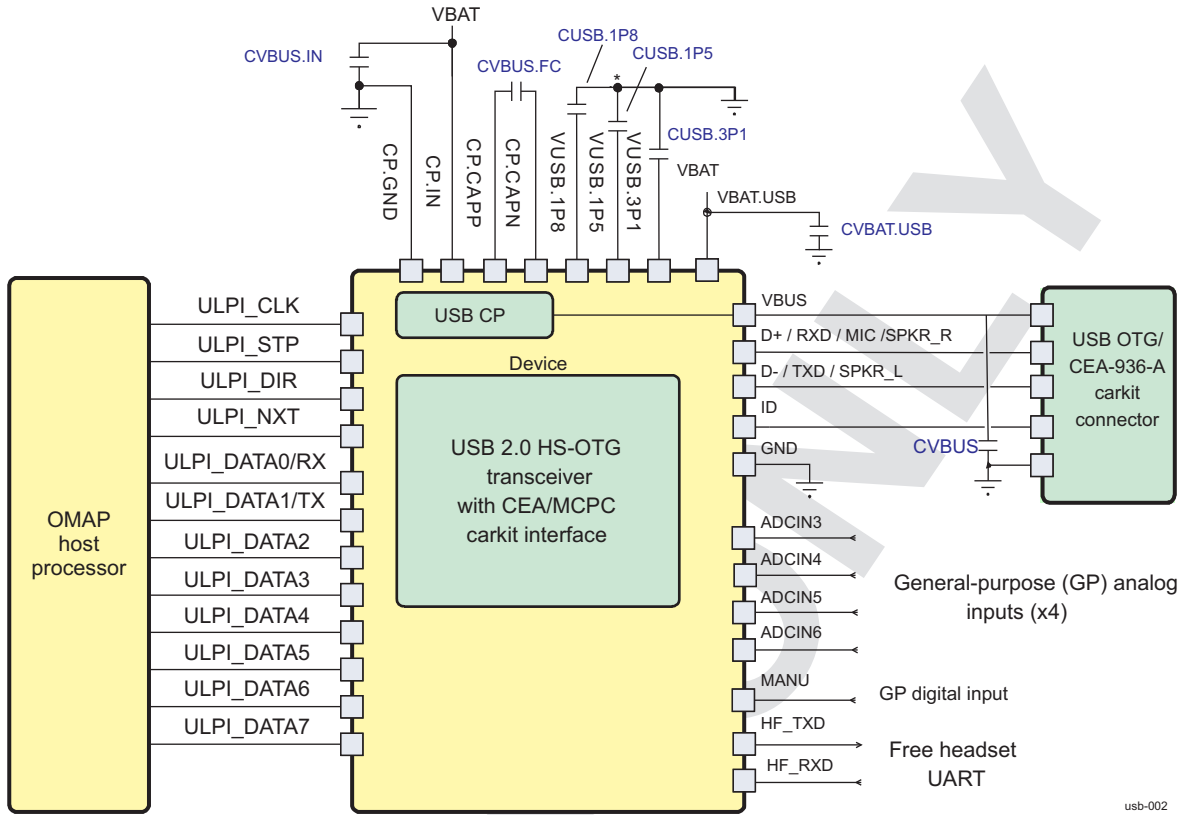 VBAT
CUSB.1P8
CVBUS.IN
CUSB.1P5
CVBUS.FC
*
CUSB.3P1
CP.GND
CP.IN
CP.CAPP
CP.CAPN
VUSB.1P8
VUSB.1P5
VUSB.3P1
VBAT
VBAT.USB
CVBAT.USB
ULPI_CLK
ULPI_STP
ULPI_DIR
ULPI_NXT
ULPI_DATA0/RX
ULPI_DATA1/TX
ULPI_DATA2
ULPI_DATA3
ULPI_DATA4
ULPI_DATA5
ULPI_DATA6
ULPI_DATA7
OMAP
host
processor
USB CP
Device
USB 2.0 HS-OTG
transceiver
with CEA/MCPC
carkit interface
VBUS
D+ / RXD / MIC /SPKR_R
D- / TXD / SPKR_L
ID
GND
CVBUS
USB OTG/
CEA-936-A
carkit
connector
ADCIN3
ADCIN4
ADCIN5
ADCIN6
General-purpose (GP) analog
inputs (x4)
MANU
GP digital input
HF_TXD
HF_RXD
Free headset
UART
usb-002
ONLY